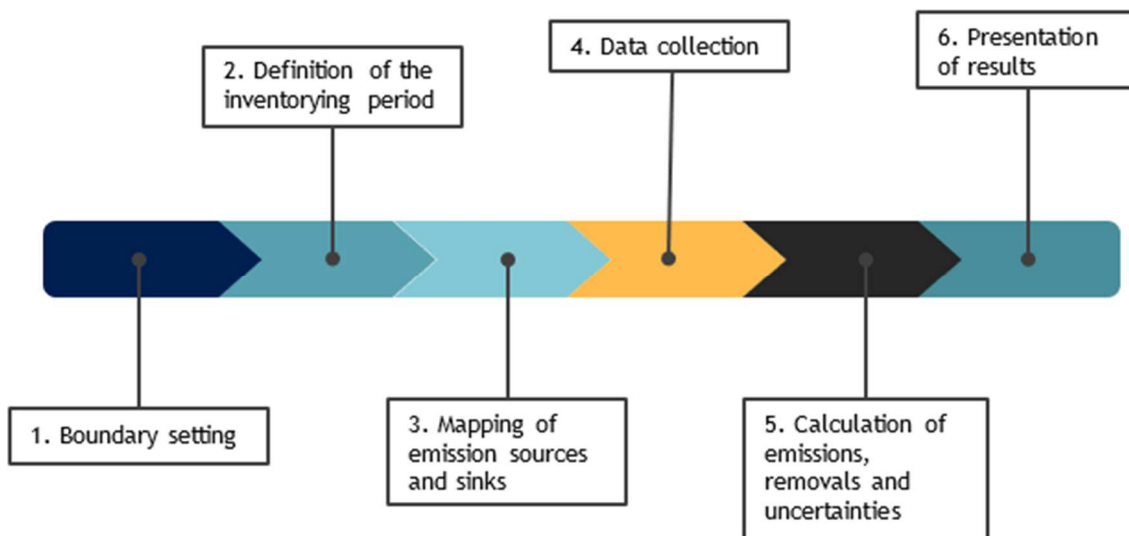 1. Boundary setting
2. Definition of the
inventorying period
3. Mapping of
emission sources
and sinks
4. Data collection
5. Calculation of
emissions,
removals and
uncertainties
6. Presentation
of results